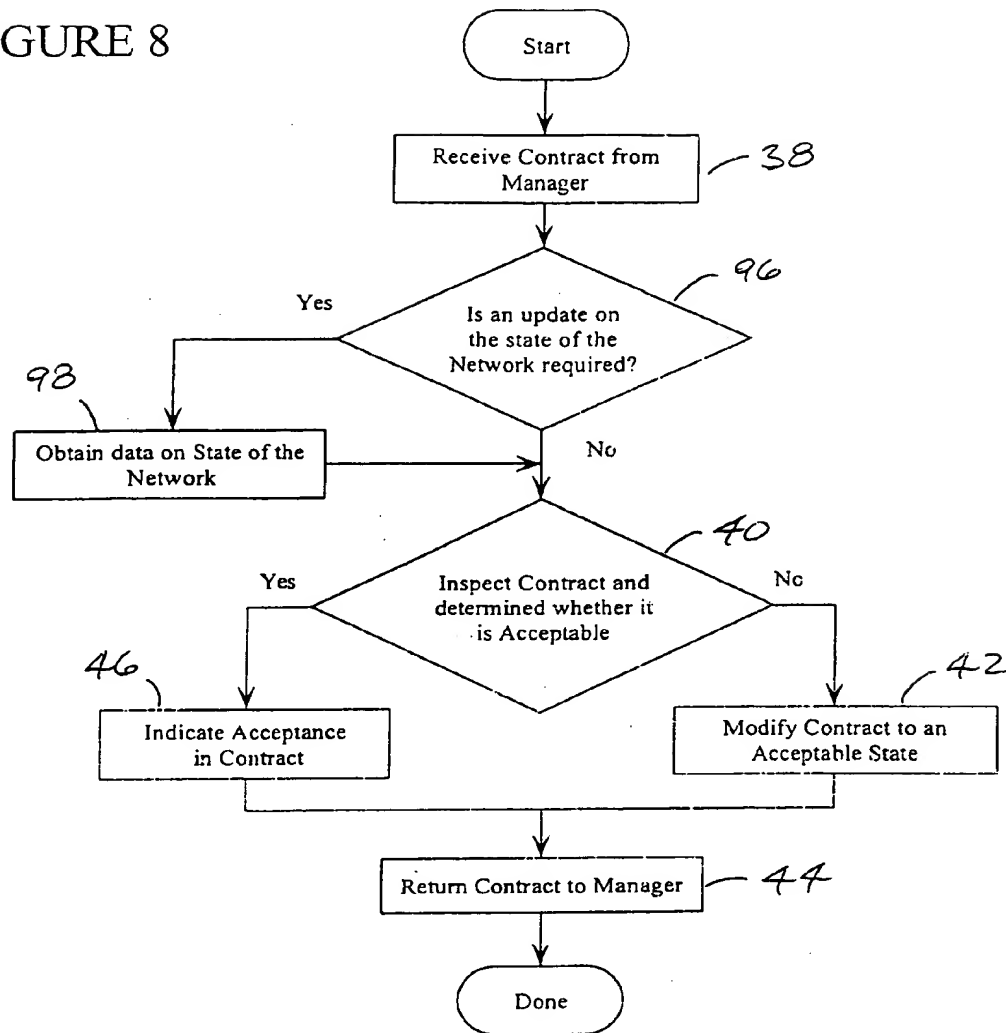 GURE 8
Start
Receive Contract from
Manager
38
96
Yes
Is an update on
the state of the
Network required?
98
No
Obtain data on State of the
Network
40
Yes
Inspect Contract and
determined whether it
is Acceptable
No
46
42
Indicate Acceptance
in Contract
Modify Contract to an
Acceptable State
Return Contract to Manager
44
Done